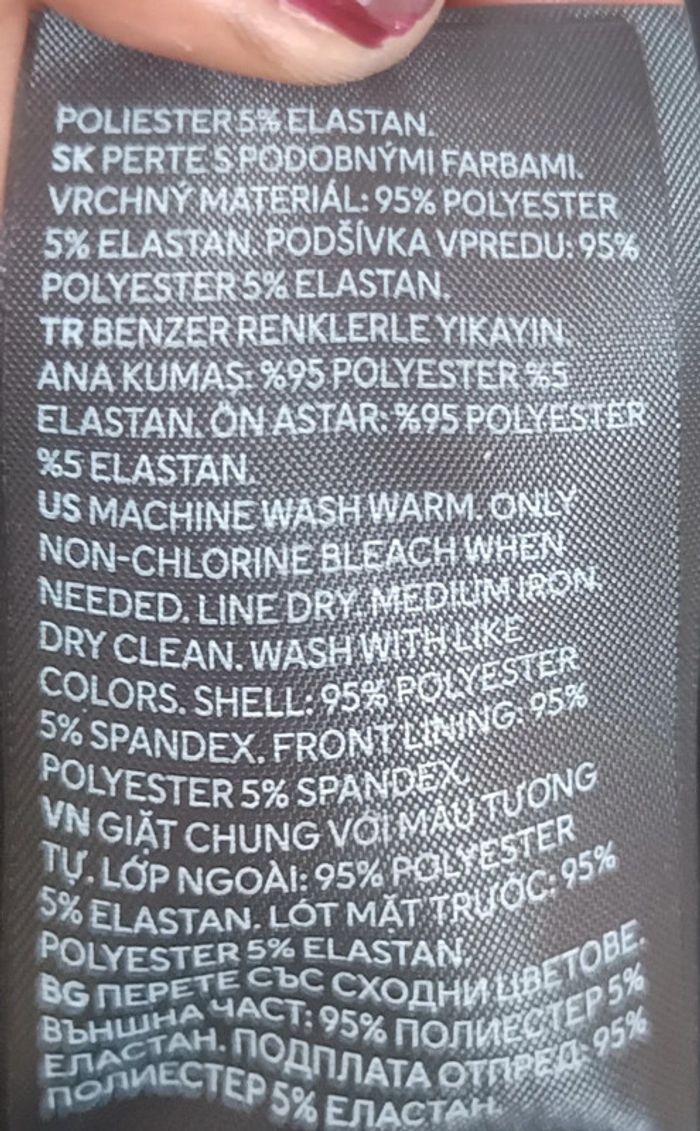 POLIESTER 5% ELASTAN.
SK PERTE S PODOBNÝMI FARBAMI.
VRCHNÝ MATERIÁL: 95% POLYESTER
5% ELASTAN. PODŠÍVKA VPREDU: 95%
POLYESTER 5% ELASTAN.
TR BENZER RENKLERLE YIKAYIN.
ANA KUMAŞ: %95 POLYESTER %5
ELASTAN. ÖN ASTAR: %95 POLYESTER
%5 ELASTAN.
US MACHINE WASH WARM. ONLY
NON-CHLORINE BLEACH WHEN
NEEDED. LINE DRY. MEDIUM IRON.
DRY CLEAN. WASH WITH LIKE
COLORS. SHELL: 95% POLYESTER
5% SPANDEX. FRONT LINING: 95%
POLYESTER 5% SPANDEX.
VN GIẶT CHUNG VỚI MÀU TƯƠNG
TỰ. LỚP NGOÀI: 95% POLYESTER
5% ELASTAN. LÓT MẶT TRƯỚC: 95%
POLYESTER 5% ELASTAN.
BG ПЕРЕТЕ СЪС СХОДНИ ЦВЕТОВЕ.
ВЪНШНА ЧАСТ: 95% ПОЛИЕСТЕР 5%
ЕЛАСТАН. ПОДПЛАТА ОТПРЕД: 95%
ПОЛИЕСТЕР 5% ЕЛАСТАН.